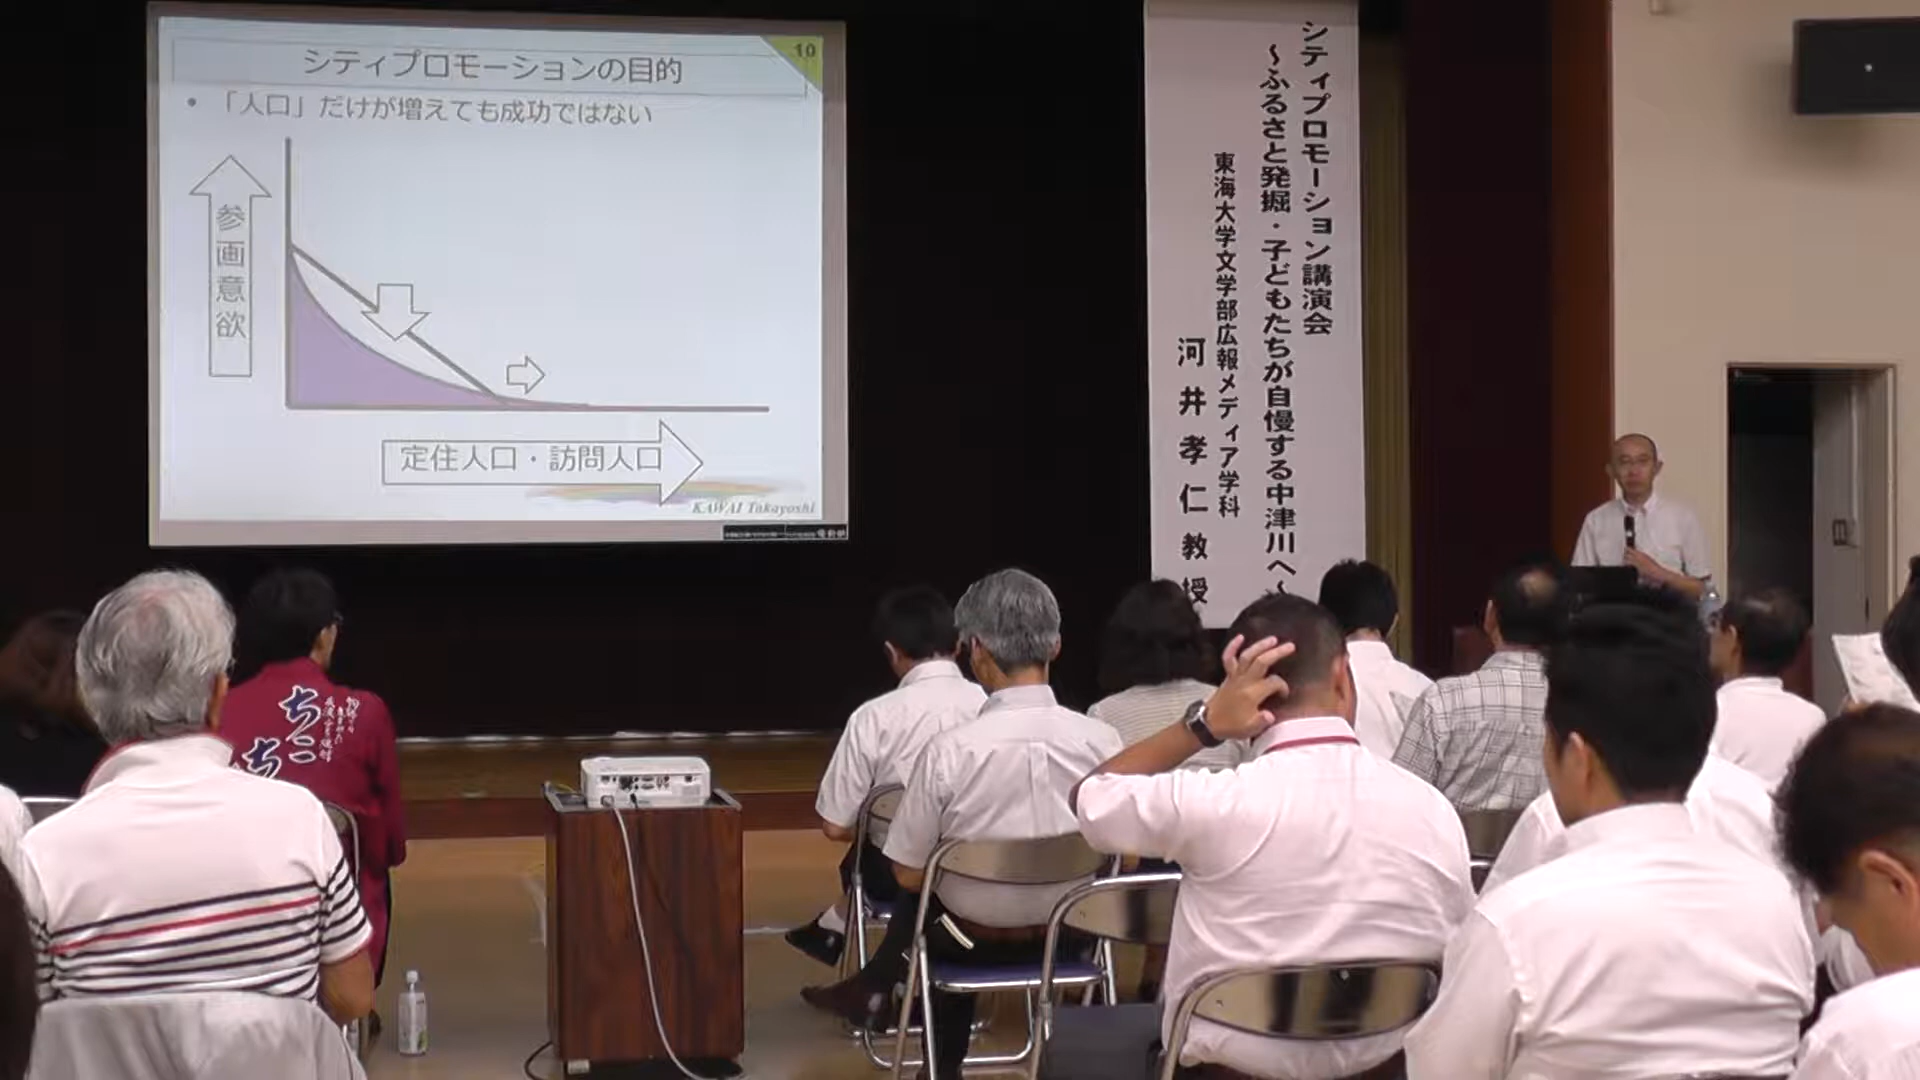 シティプロモーションの目的
10
• 「人口」だけが増えても成功ではない
参画意欲
定住人口・訪問人口
KAWAI Takayoshi
シティプロモーション講演会
～ふるさと発掘・子どもたちが自慢する中津川へ～
東海大学文学部広報メディア学科
河井孝仁教授
ちこ
ち